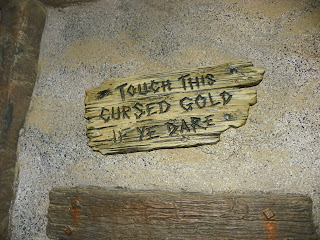 TOUCH THIS
CURSED GOLD
IF YE DARE